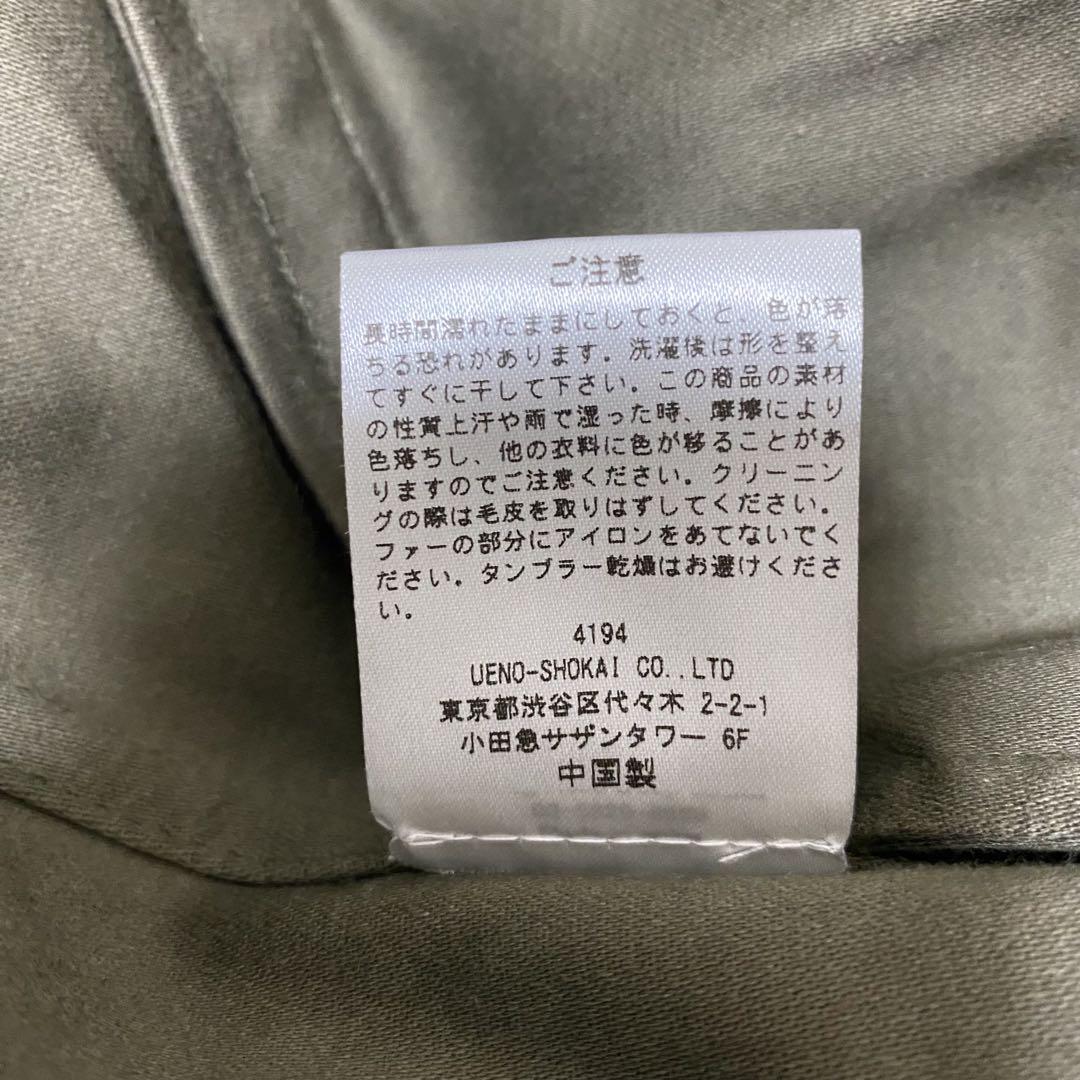 ご注意
長時間濡れたままにしておくと、色が落
ちる恐れがあります。洗濯後は形を整え
てすぐに干して下さい。この商品の素材
の性質上汗や雨で湿った時、摩擦により
色落ちし、他の衣料に色が移ることがあ
りますのでご注意ください。クリーニン
グの際は毛皮を取りはずしてください。
ファーの部分にアイロンをあてないでく
ださい。タンブラー乾燥はお避けくださ
い。
4194
UENO-SHOKAI CO.,LTD
東京都渋谷区代々木 2-2-1
小田急サザンタワー 6F
中国製